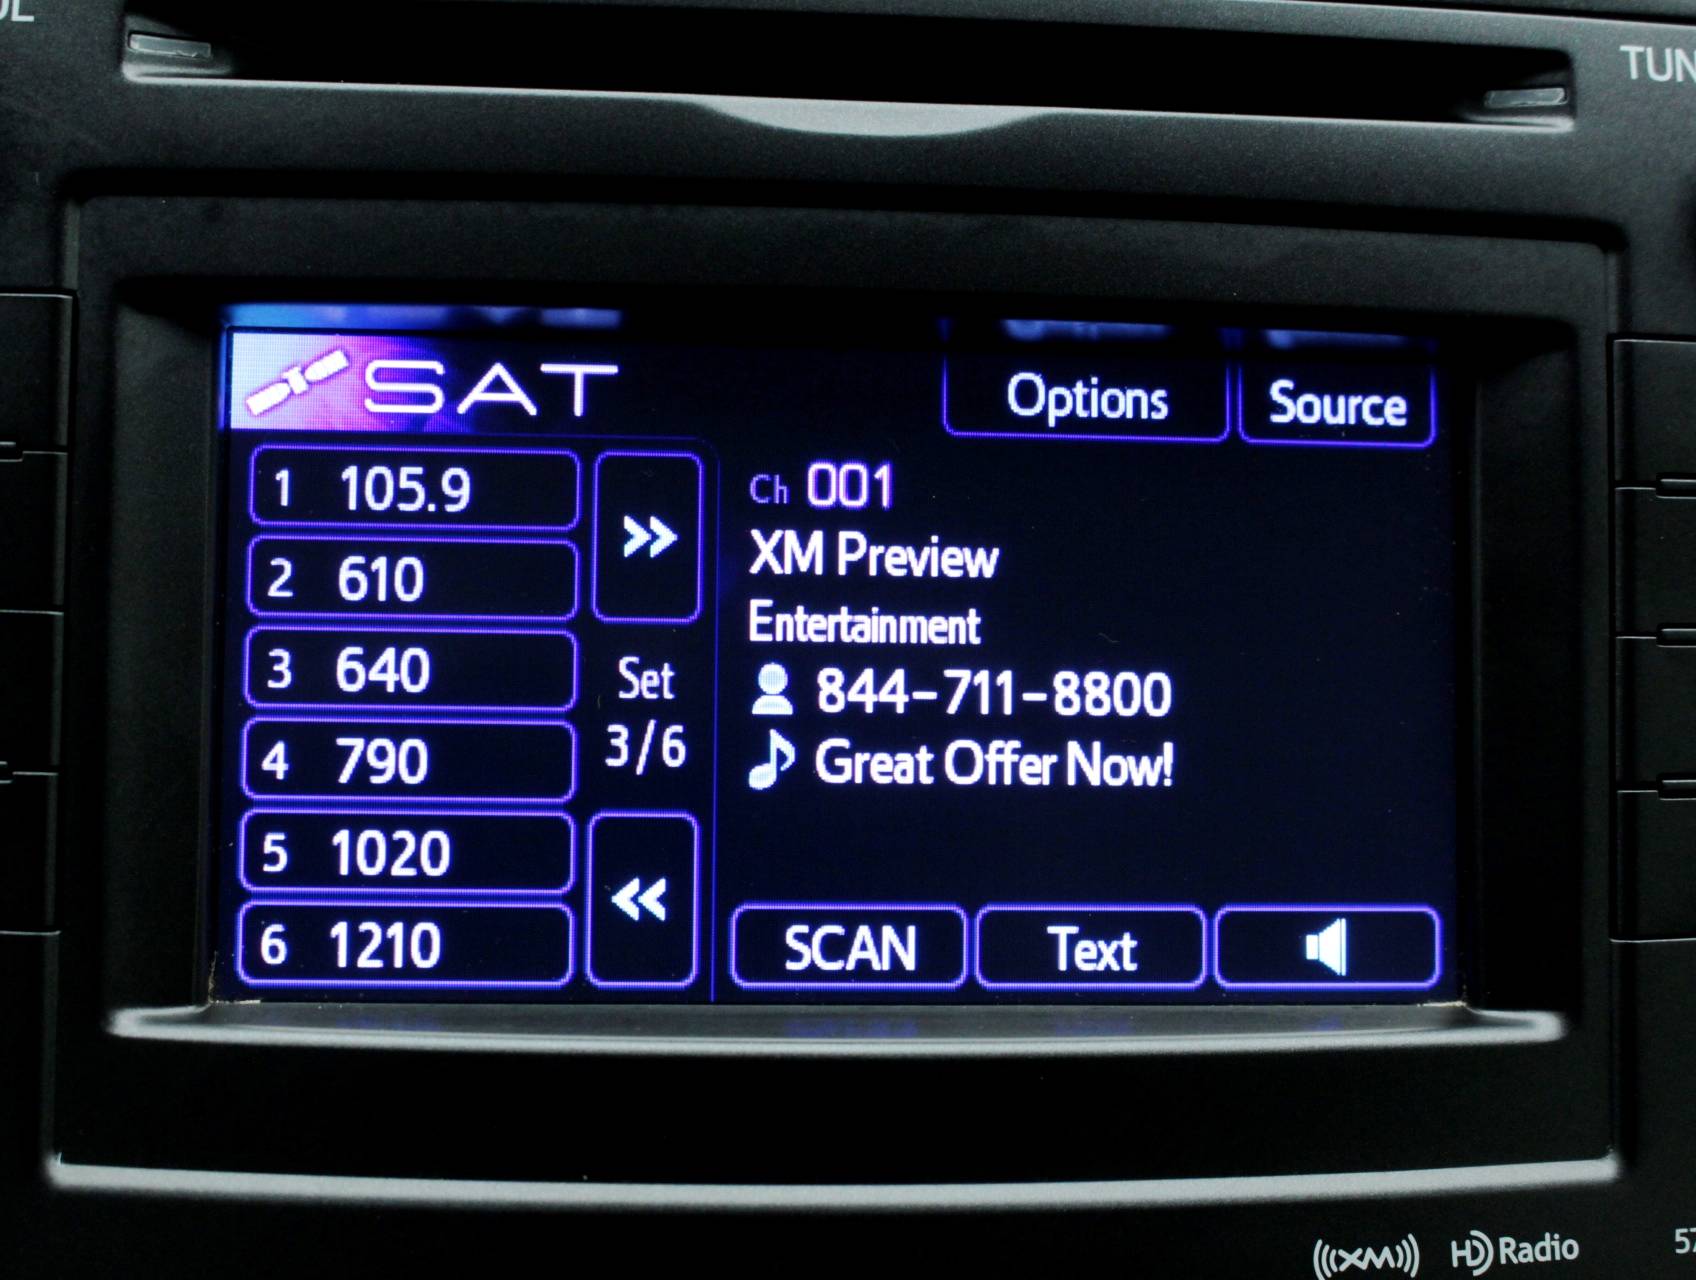 TUN
SAT
Options
Source
1 105.9
2 610
3 640
4 790
5 1020
6 1210
Set
3/6
Ch 001
XM Preview
Entertainment
844-711-8800
Great Offer Now!
SCAN
Text
((XM))
HD Radio
57